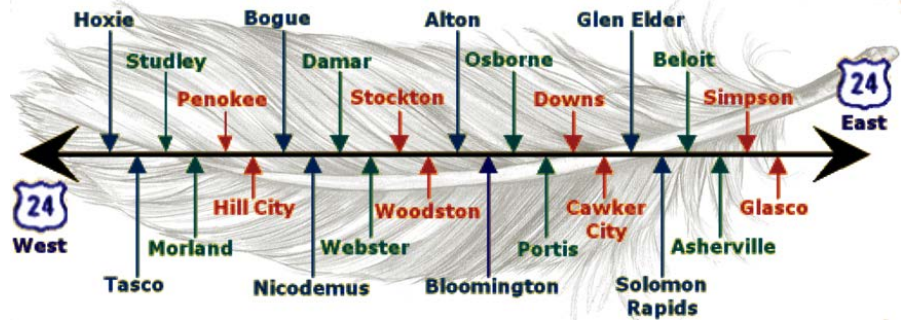 Hoxie
Bogue
Alton
Glen Elder
Studley
Damar
Osborne
Beloit
Penokee
Stockton
Downs
Simpson
24
East
24
West
Hill City
Woodston
Cawker
City
Glasco
Morland
Webster
Portis
Asherville
Tasco
Nicodemus
Bloomington
Solomon
Rapids